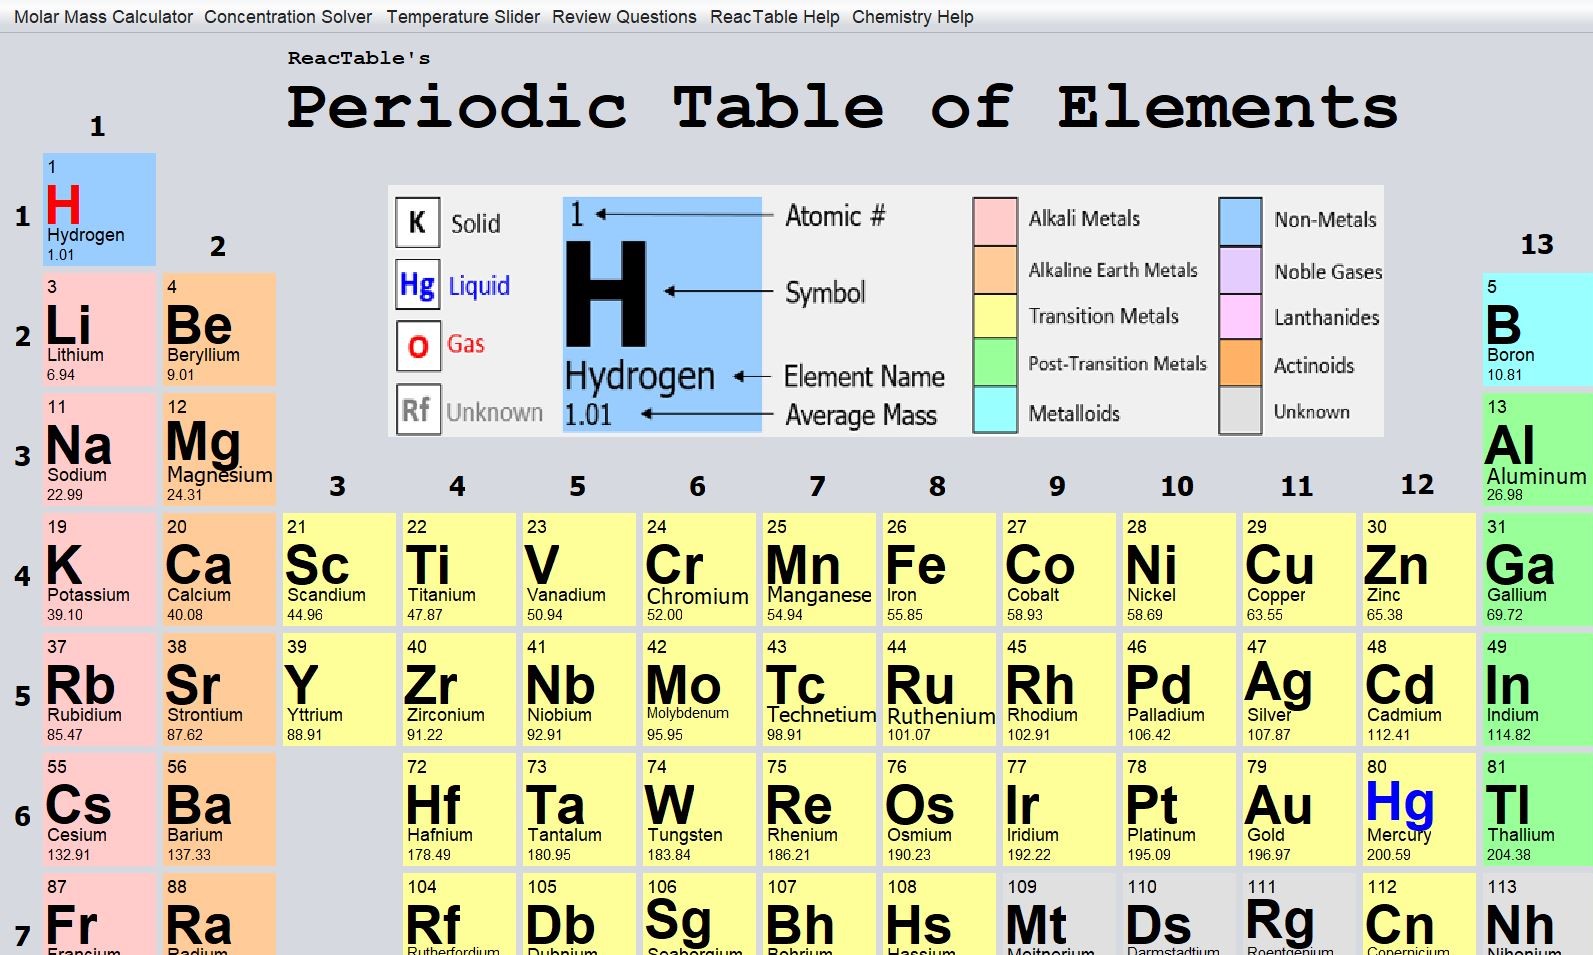 Molar Mass Calculator Concentration Solver Temperature Slider Review Questions ReacTable Help Chemistry Help
ReacTable's
Periodic Table of Elements
1
1
H
Hydrogen
1.01
1
2
13
K Solid
Hg Liquid
O Gas
Rf Unknown
1
H
Hydrogen
1.01
Atomic #
Symbol
Element Name
Average Mass
Alkali Metals
Alkaline Earth Metals
Transition Metals
Post-Transition Metals
Metalloids
Non-Metals
Noble Gases
Lanthanides
Actinoids
Unknown
2
3 4 5
Li Be B
Lithium Beryllium Boron
6.94 9.01 10.81
3
11 12 13
Na Mg Al
Sodium Magnesium Aluminum
22.99 24.31 26.98
3 4 5 6 7 8 9 10 11 12
4
19 20 21 22 23 24 25 26 27 28 29 30 31
K Ca Sc Ti V Cr Mn Fe Co Ni Cu Zn Ga
Potassium Calcium Scandium Titanium Vanadium Chromium Manganese Iron Cobalt Nickel Copper Zinc Gallium
39.10 40.08 44.96 47.87 50.94 52.00 54.94 55.85 58.93 58.69 63.55 65.38 69.72
5
37 38 39 40 41 42 43 44 45 46 47 48 49
Rb Sr Y Zr Nb Mo Tc Ru Rh Pd Ag Cd In
Rubidium Strontium Yttrium Zirconium Niobium Molybdenum Technetium Ruthenium Rhodium Palladium Silver Cadmium Indium
85.47 87.62 88.91 91.22 92.91 95.95 98.91 101.07 102.91 106.42 107.87 112.41 114.82
6
55 56 72 73 74 75 76 77 78 79 80 81
Cs Ba Hf Ta W Re Os Ir Pt Au Hg Tl
Cesium Barium Hafnium Tantalum Tungsten Rhenium Osmium Iridium Platinum Gold Mercury Thallium
132.91 137.33 178.49 180.95 183.84 186.21 190.23 192.22 195.09 196.97 200.59 204.38
7
87 88 104 105 106 107 108 109 110 111 112 113
Fr Ra Rf Db Sg Bh Hs Mt Ds Rg Cn Nh
Francium Radium Rutherfordium Dubnium Seaborgium Bohrium Hassium Meitnerium Darmstadtium Roentgenium Copernicium Nihonium